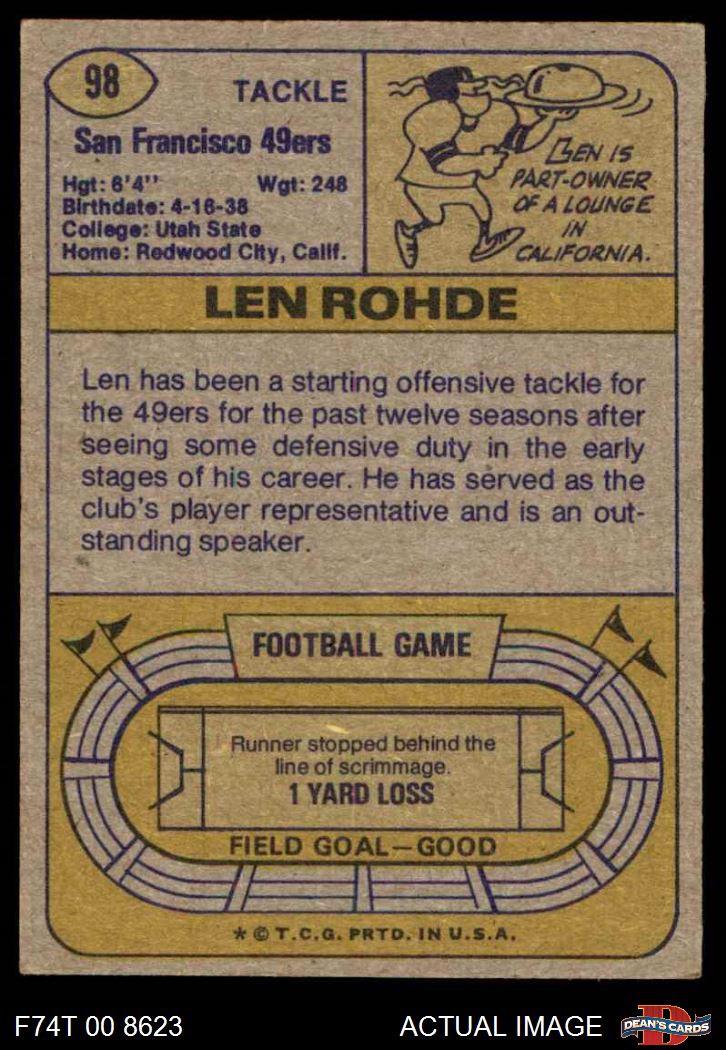 98
TACKLE
San Francisco 49ers
Hgt: 6'4" Wgt: 248
Birthdate: 4-16-38
College: Utah State
Home: Redwood City, Calif.
LEN IS
PART-OWNER
OF A LOUNGE
IN
CALIFORNIA.
LEN ROHDE
Len has been a starting offensive tackle for
the 49ers for the past twelve seasons after
seeing some defensive duty in the early
stages of his career. He has served as the
club's player representative and is an out-
standing speaker.
FOOTBALL GAME
Runner stopped behind the
line of scrimmage.
1 YARD LOSS
FIELD GOAL—GOOD
* © T.C.G. PRTD. IN U.S.A.
F74T 00 8623
ACTUAL IMAGE
D
DEAN'S CARDS